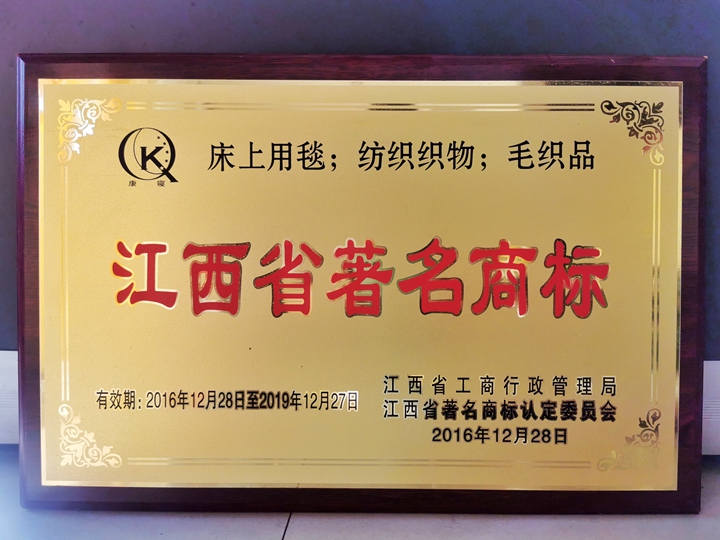 QK
康寝
床上用毯；纺织织物；毛织品
江西省著名商标
有效期：2016年12月28日至2019年12月27日
江西省工商行政管理局
江西省著名商标认定委员会
2016年12月28日